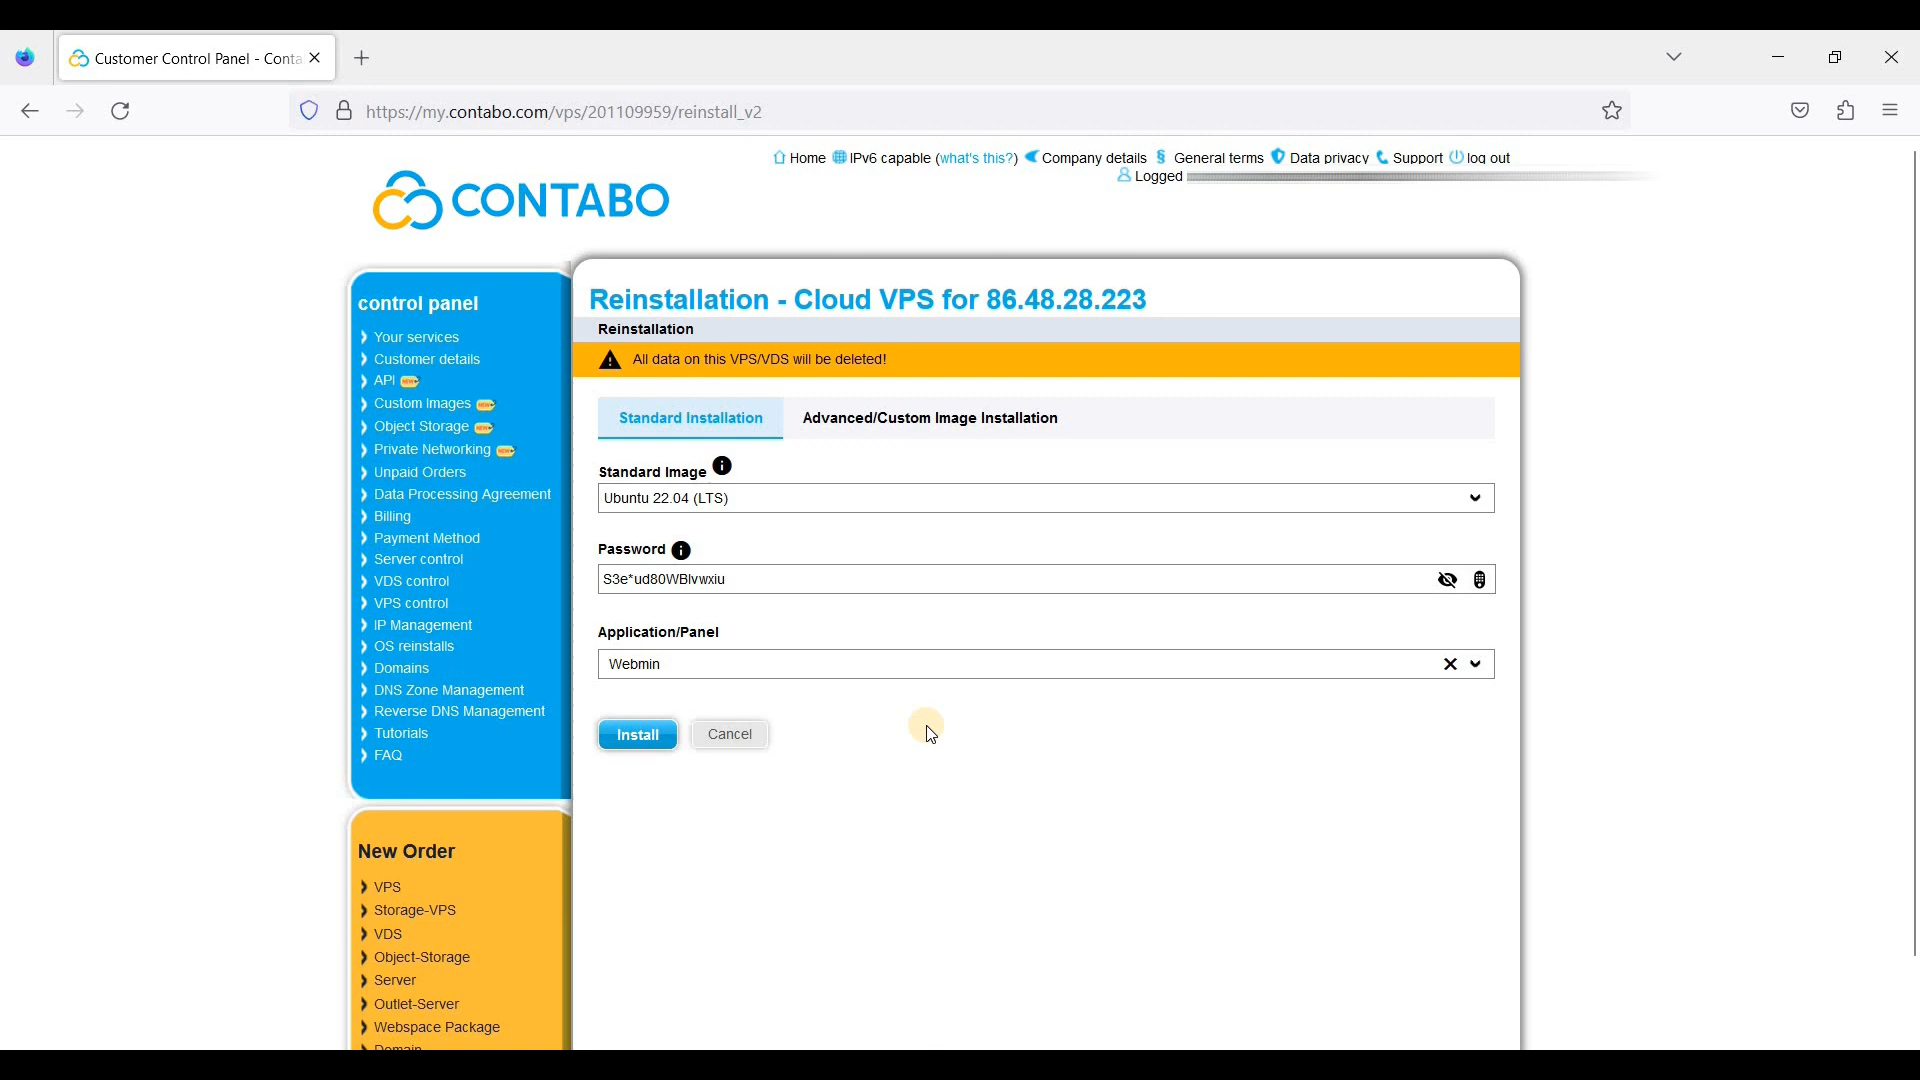 Customer Control Panel - Conta
https://my.contabo.com/vps/201109959/reinstall_v2
Home IPv6 capable (what's this?) Company details § General terms Data privacy Support log out
Logged
CONTABO
control panel
Your services
Customer details
API NEW
Custom Images NEW
Object Storage NEW
Private Networking NEW
Unpaid Orders
Data Processing Agreement
Billing
Payment Method
Server control
VDS control
VPS control
IP Management
OS reinstalls
Domains
DNS Zone Management
Reverse DNS Management
Tutorials
FAQ
New Order
VPS
Storage-VPS
VDS
Object-Storage
Server
Outlet-Server
Webspace Package
Domain
Reinstallation - Cloud VPS for 86.48.28.223
Reinstallation
All data on this VPS/VDS will be deleted!
Standard Installation Advanced/Custom Image Installation
Standard Image
Ubuntu 22.04 (LTS)
Password
S3e*ud80WBlvwxiu
Application/Panel
Webmin
Install Cancel